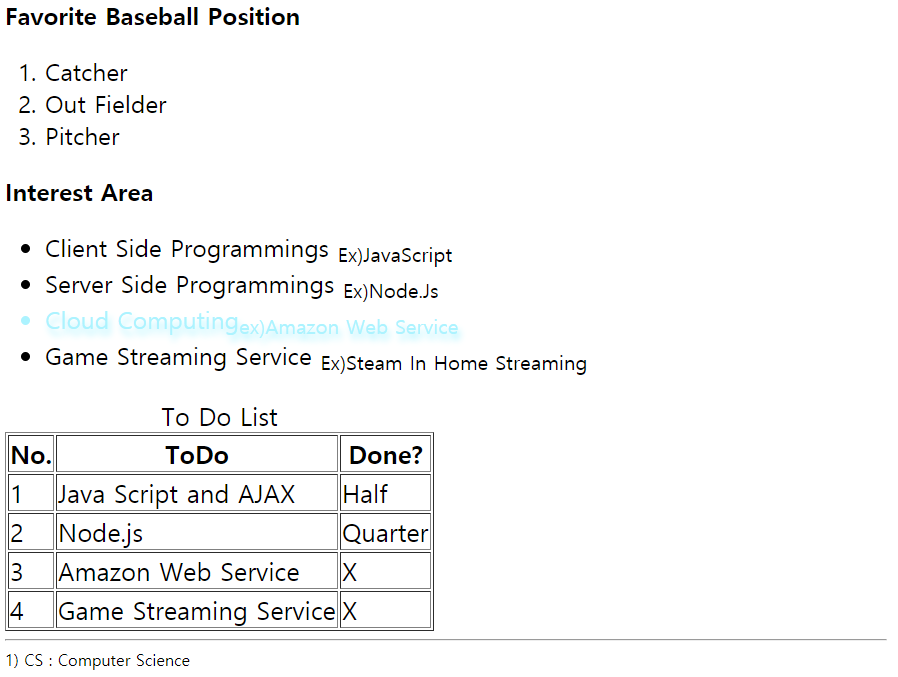 Favorite Baseball Position
1. Catcher
2. Out Fielder
3. Pitcher
Interest Area
• Client Side Programmings Ex)JavaScript
• Server Side Programmings Ex)Node.Js
• Cloud Computingex)Amazon Web Service
• Game Streaming Service Ex)Steam In Home Streaming
To Do List
No. ToDo Done?
1 Java Script and AJAX Half
2 Node.js Quarter
3 Amazon Web Service X
4 Game Streaming Service X
1) CS : Computer Science